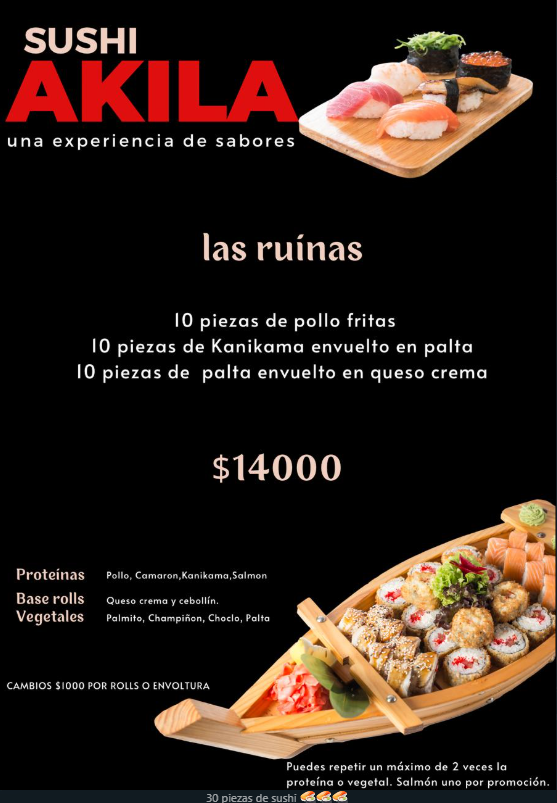 SUSHI
AKILA
una experiencia de sabores
las ruínas
10 piezas de pollo fritas
10 piezas de Kanikama envuelto en palta
10 piezas de palta envuelto en queso crema
$14000
Proteínas Pollo, Camaron,Kanikama,Salmon
Base rolls Queso crema y cebollín.
Vegetales Palmito, Champiñon, Choclo, Palta
CAMBIOS $1000 POR ROLLS O ENVOLTURA
Puedes repetir un máximo de 2 veces la
proteína o vegetal. Salmón uno por promoción.
30 piezas de sushi 🍣🍣🍣